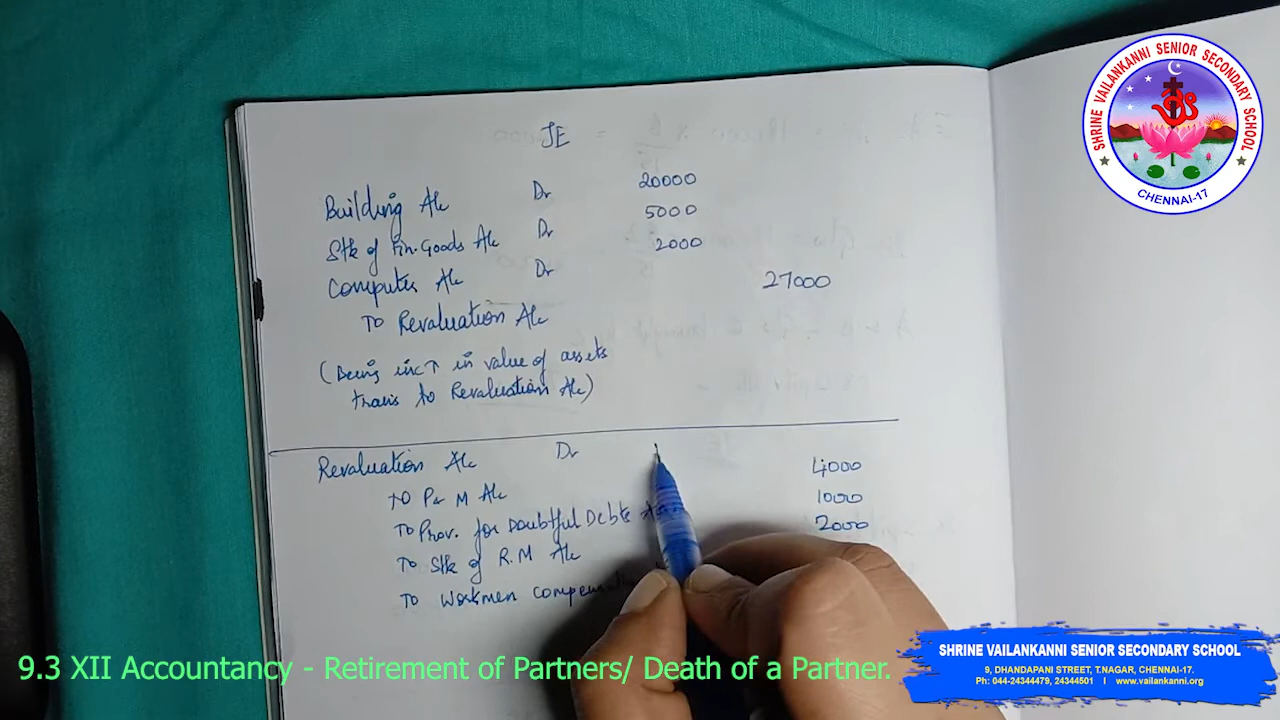 JE
Building A/c Dr 20000
Stk of Fin. Goods A/c Dr 5000
Computer A/c Dr 2000
To Revaluation A/c 27000
(Being inc↑ in value of assets
trans to Revaluation A/c)
Revaluation A/c Dr
To P & M A/c 4000
To Prov. for Doubtful Debts 1000
To Stk of R.M A/c 2000
To Workmen
SHRINE VAILANKANNI SENIOR SECONDARY SCHOOL
CHENNAI-17
9.3 XII Accountancy - Retirement of Partners/ Death of a Partner.
SHRINE VAILANKANNI SENIOR SECONDARY SCHOOL
9, DHANDAPANI STREET, T.NAGAR, CHENNAI-17.
Ph: 044-24344479, 24344501 I www.vailankanni.org